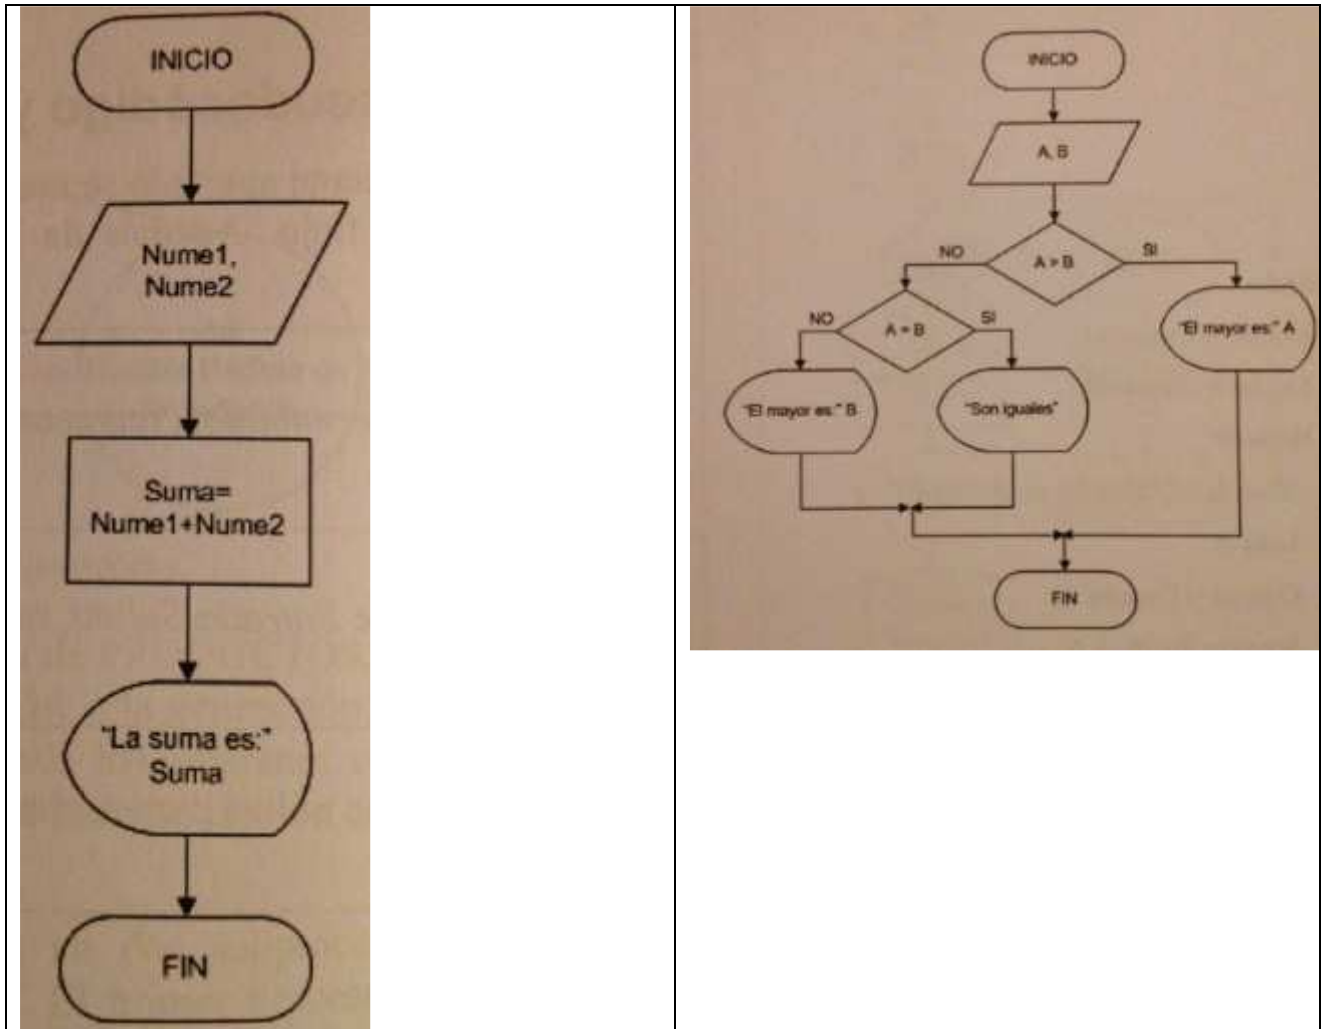 INICIO
Nume1,
Nume2
Suma=
Nume1+Nume2
"La suma es:"
Suma
FIN
INICIO
A, B
A > B
NO
SI
"El mayor es:" A
A = B
NO
SI
"El mayor es:" B
"Son iguales"
FIN